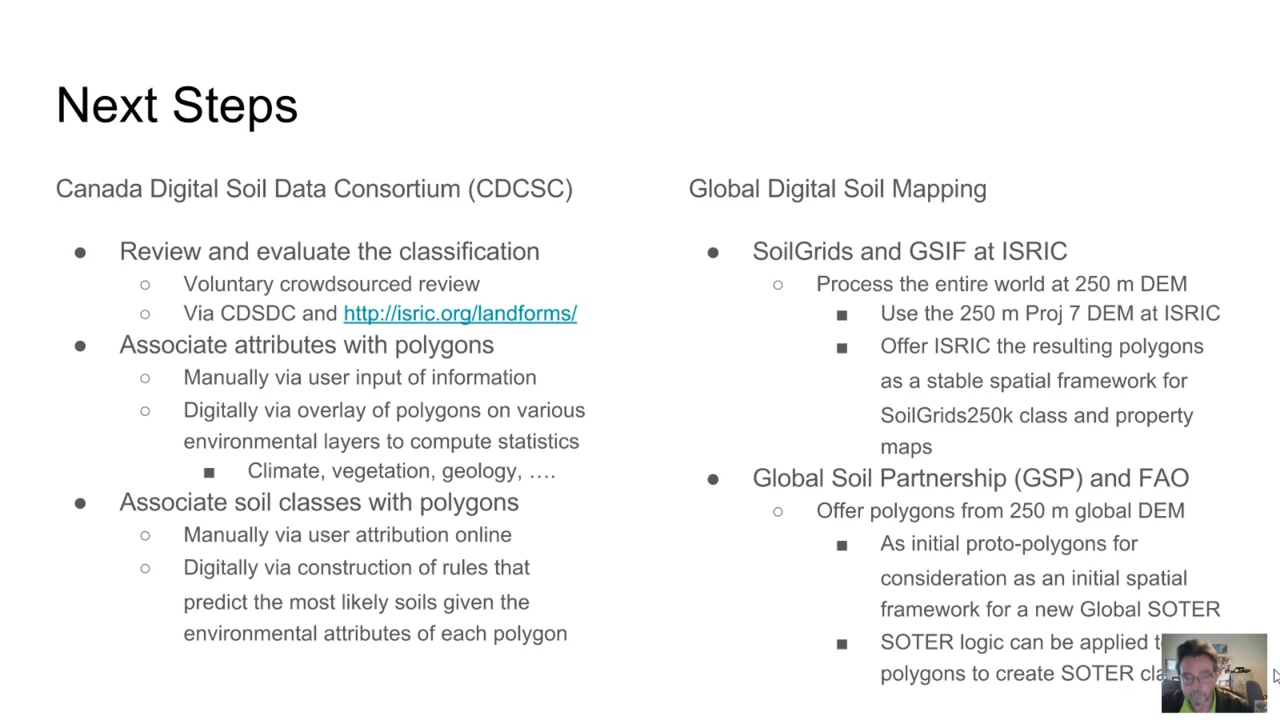 Next Steps
Canada Digital Soil Data Consortium (CDCSC)
● Review and evaluate the classification
○ Voluntary crowdsourced review
○ Via CDSDC and http://isric.org/landforms/
● Associate attributes with polygons
○ Manually via user input of information
○ Digitally via overlay of polygons on various
environmental layers to compute statistics
■ Climate, vegetation, geology, ….
● Associate soil classes with polygons
○ Manually via user attribution online
○ Digitally via construction of rules that
predict the most likely soils given the
environmental attributes of each polygon
Global Digital Soil Mapping
● SoilGrids and GSIF at ISRIC
○ Process the entire world at 250 m DEM
■ Use the 250 m Proj 7 DEM at ISRIC
■ Offer ISRIC the resulting polygons
as a stable spatial framework for
SoilGrids250k class and property
maps
● Global Soil Partnership (GSP) and FAO
○ Offer polygons from 250 m global DEM
■ As initial proto-polygons for
consideration as an initial spatial
framework for a new Global SOTER
■ SOTER logic can be applied
polygons to create SOTER